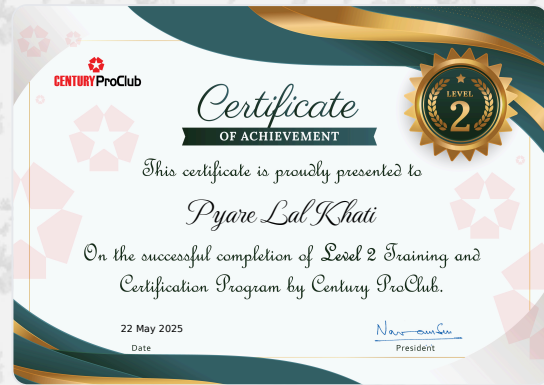 CENTURY ProClub
LEVEL
2
Certificate
OF ACHIEVEMENT
This certificate is proudly presented to
Pyare Lal Khati
On the successful completion of Level 2 Training and
Certification Program by Century ProClub.
22 May 2025
Date
President